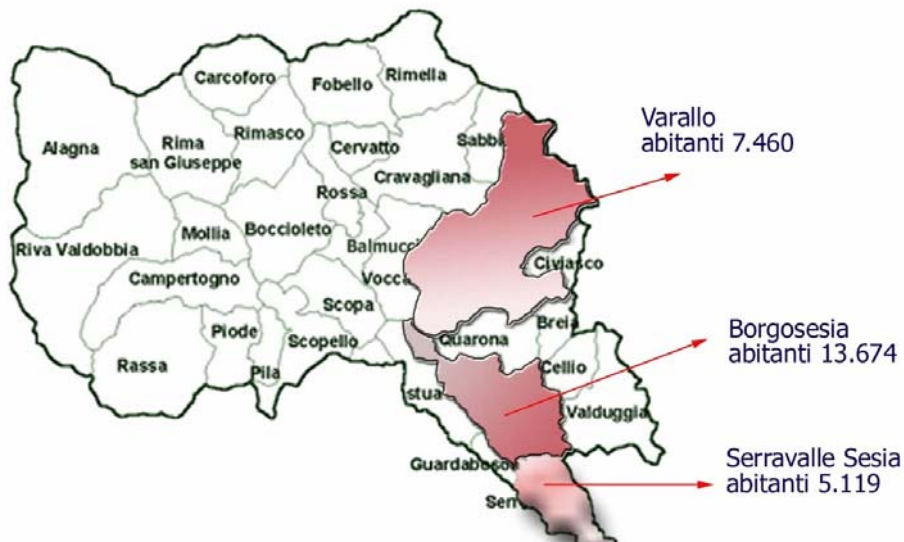 Carcoforo
Fobello
Rimella
Alagna
Rima
san Giuseppe
Rimasco
Cervatto
Sabbi
Cravagliana
Rossa
Varallo
abitanti 7.460
Mollia
Boccioleto
Riva Valdobbia
Balmucci
Campertogno
Vocca
Civiasco
Scopa
Piode
Scopello
Quarona
Breia
Borgosesia
abitanti 13.674
Rassa
Pila
Cellio
stua
Valduggia
Guardaboson
Serr
Serravalle Sesia
abitanti 5.119